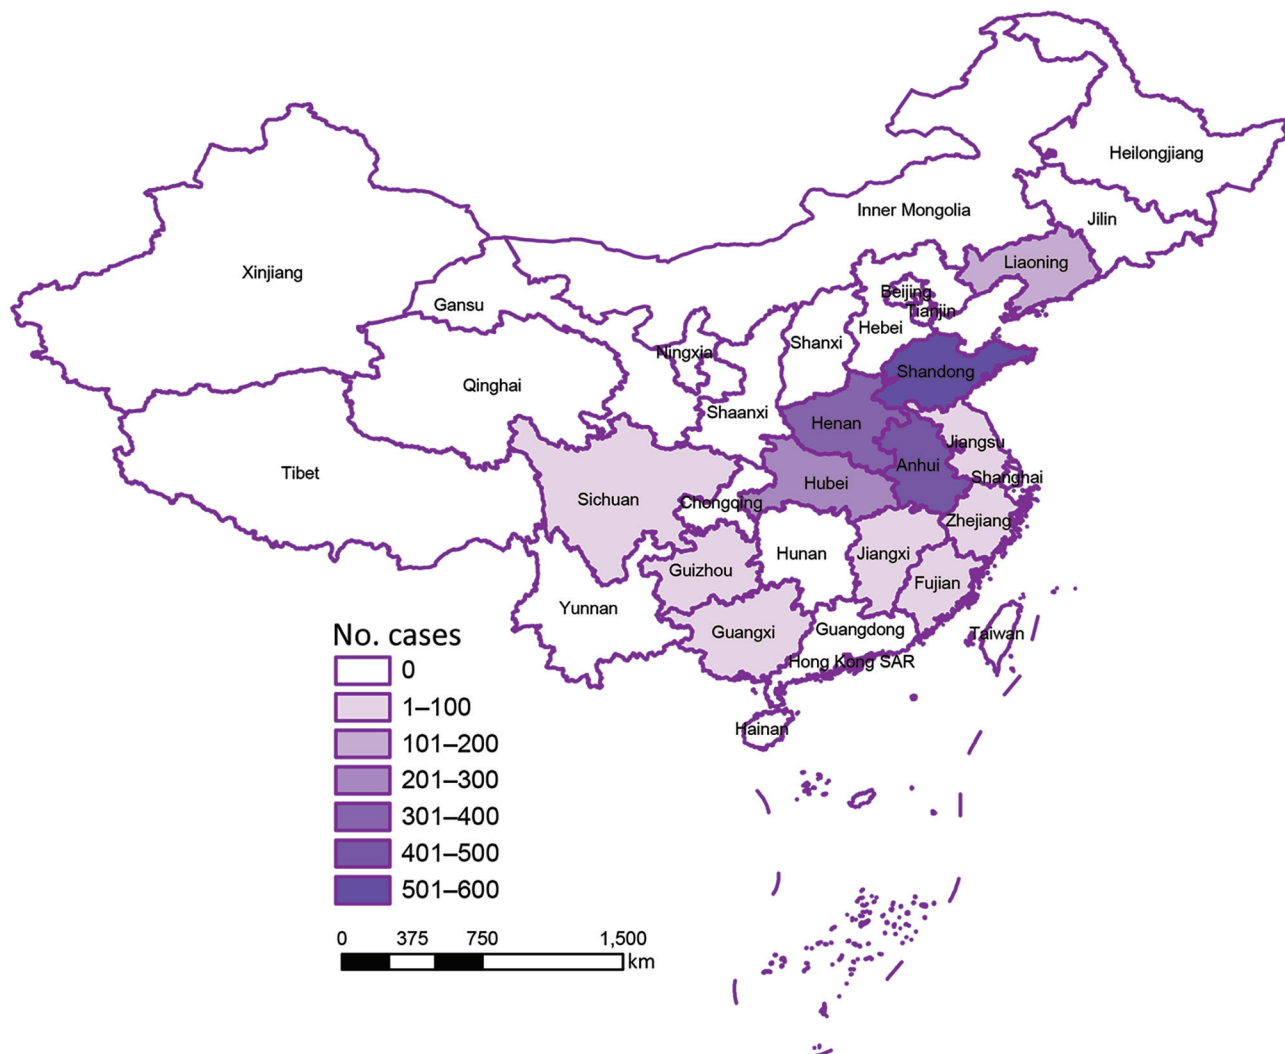 Heilongjiang
Inner Mongolia
Jilin
Xinjiang
Liaoning
Beijing
Gansu
Tianjin
Hebei
Shanxi
Ningxia
Shandong
Qinghai
Shaanxi
Henan
Jiangsu
Tibet
Anhui
Shanghai
Hubei
Sichuan
Chongqing
Zhejiang
Hunan
Jiangxi
Guizhou
Fujian
Yunnan
Guangxi
Guangdong
Taiwan
Hong Kong SAR
Hainan
No. cases
0
1–100
101–200
201–300
301–400
401–500
501–600
0 375 750 1,500
km